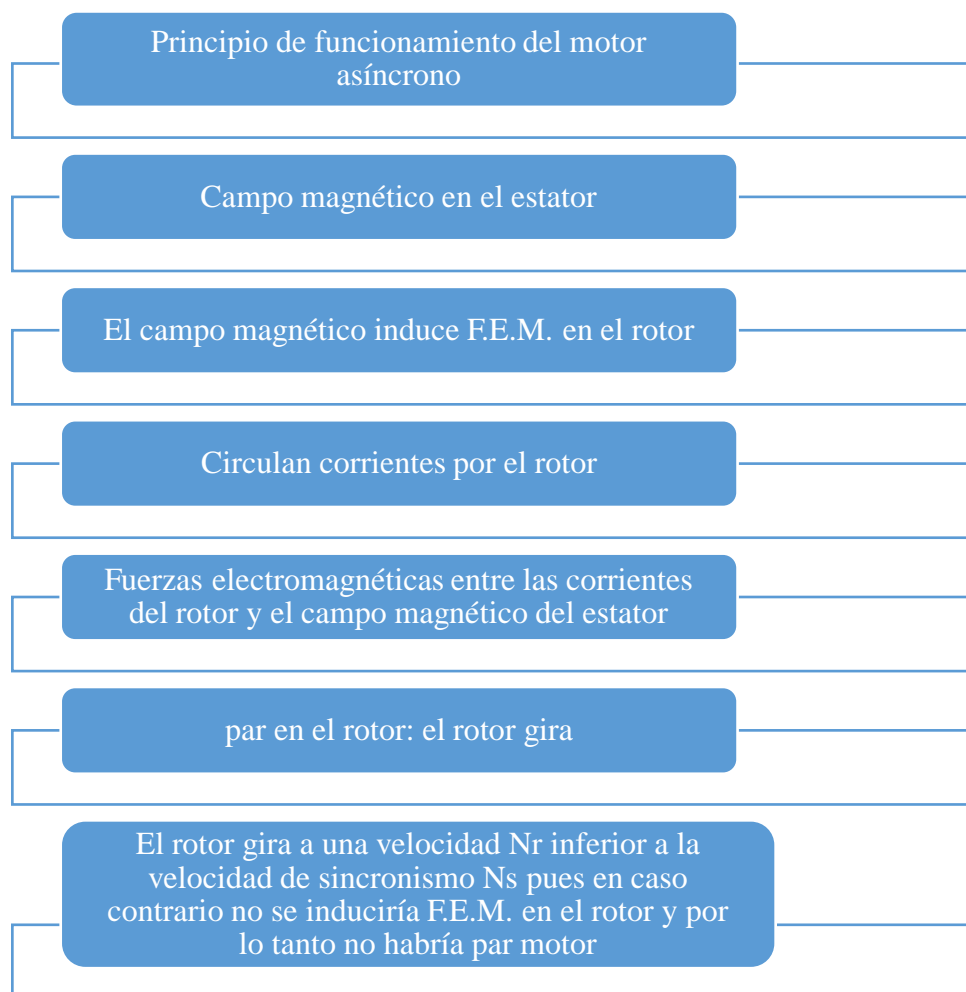 Principio de funcionamiento del motor
asíncrono
Campo magnético en el estator
El campo magnético induce F.E.M. en el rotor
Circulan corrientes por el rotor
Fuerzas electromagnéticas entre las corrientes
del rotor y el campo magnético del estator
par en el rotor: el rotor gira
El rotor gira a una velocidad Nr inferior a la
velocidad de sincronismo Ns pues en caso
contrario no se induciría F.E.M. en el rotor y por
lo tanto no habría par motor